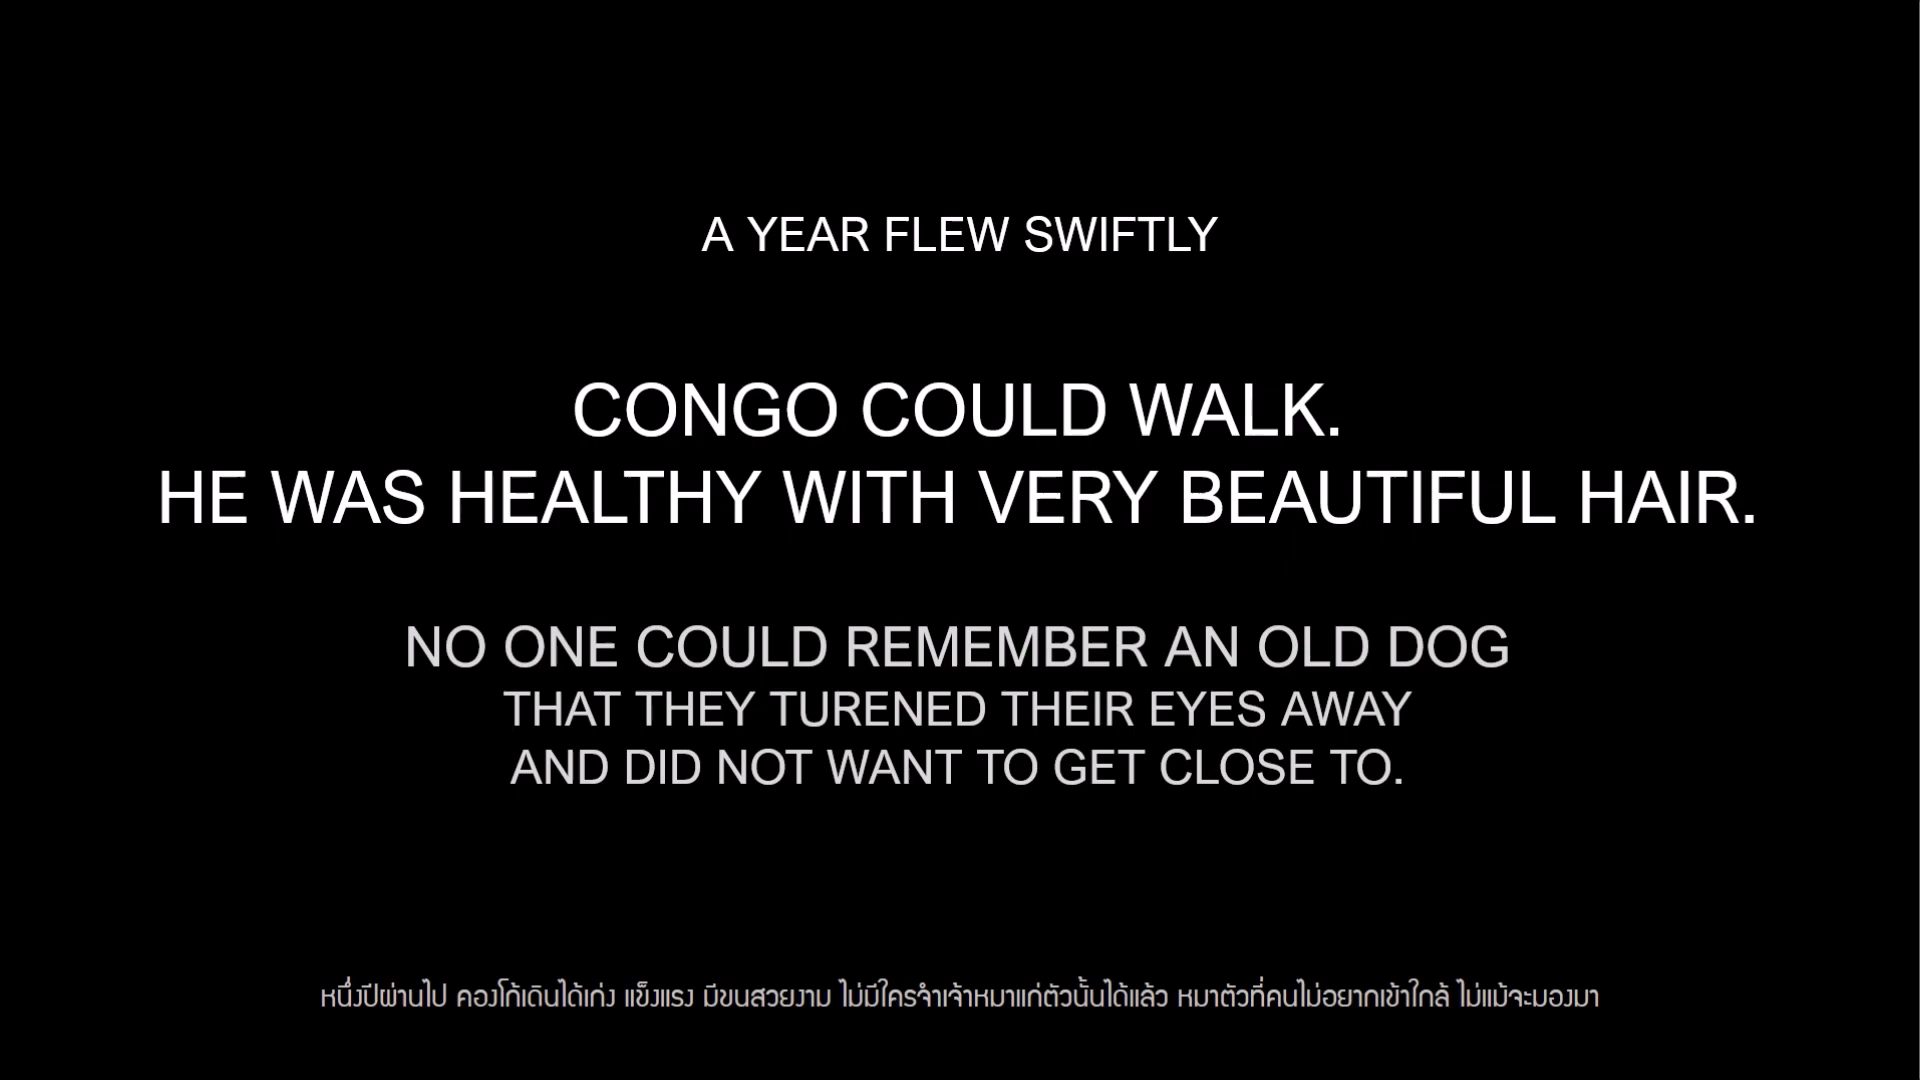 A YEAR FLEW SWIFTLY
CONGO COULD WALK.
HE WAS HEALTHY WITH VERY BEAUTIFUL HAIR.
NO ONE COULD REMEMBER AN OLD DOG
THAT THEY TURENED THEIR EYES AWAY
AND DID NOT WANT TO GET CLOSE TO.
หนึ่งปีผ่านไป คองโก้เดินได้เก่ง แข็งแรง มีขนสวยงาม ไม่มีใครจำเจ้าหมาแก่ตัวนั้นได้แล้ว หมาตัวที่คนไม่อยากเข้าใกล้ ไม่แม้จะมองมา